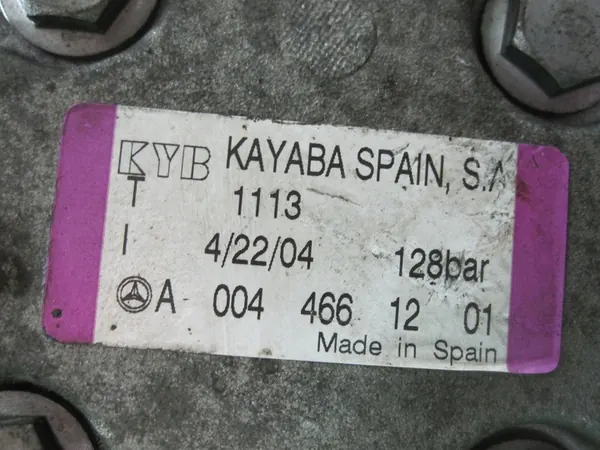 KYB KAYABA SPAIN, S.A
T 1113
I 4/22/04 128bar
A 004 466 12 01
Made in Spain